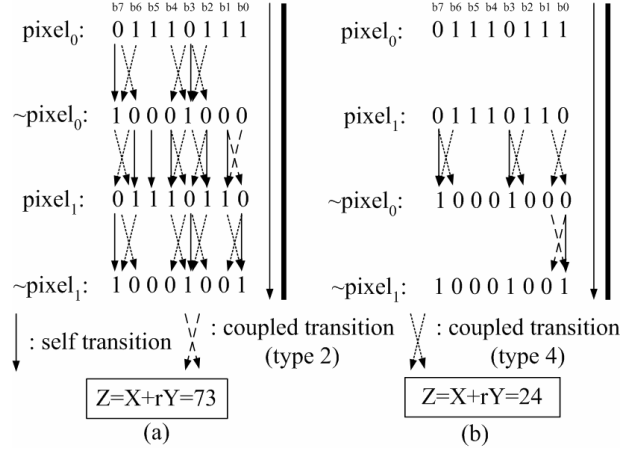 b7 b6 b5 b4 b3 b2 b1 b0
pixel0: 0 1 1 1 0 1 1 1
~pixel0: 1 0 0 0 1 0 0 0
pixel1: 0 1 1 1 0 1 1 0
~pixel1: 1 0 0 0 1 0 0 1
b7 b6 b5 b4 b3 b2 b1 b0
pixel0: 0 1 1 1 0 1 1 1
pixel1: 0 1 1 1 0 1 1 0
~pixel0: 1 0 0 0 1 0 0 0
~pixel1: 1 0 0 0 1 0 0 1
: self transition
: coupled transition
(type 2)
: coupled transition
(type 4)
Z=X+rY=73
(a)
Z=X+rY=24
(b)